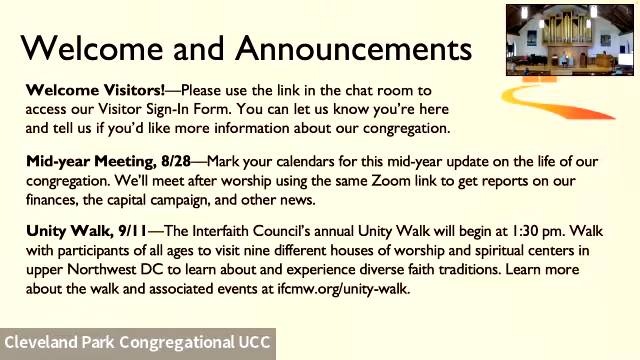 Welcome and Announcements
Welcome Visitors!—Please use the link in the chat room to
access our Visitor Sign-In Form. You can let us know you're here
and tell us if you'd like more information about our congregation.
Mid-year Meeting, 8/28—Mark your calendars for this mid-year update on the life of our
congregation. We'll meet after worship using the same Zoom link to get reports on our
finances, the capital campaign, and other news.
Unity Walk, 9/11—The Interfaith Council's annual Unity Walk will begin at 1:30 pm. Walk
with participants of all ages to visit nine different houses of worship and spiritual centers in
upper Northwest DC to learn about and experience diverse faith traditions. Learn more
about the walk and associated events at ifcmw.org/unity-walk.
Cleveland Park Congregational UCC